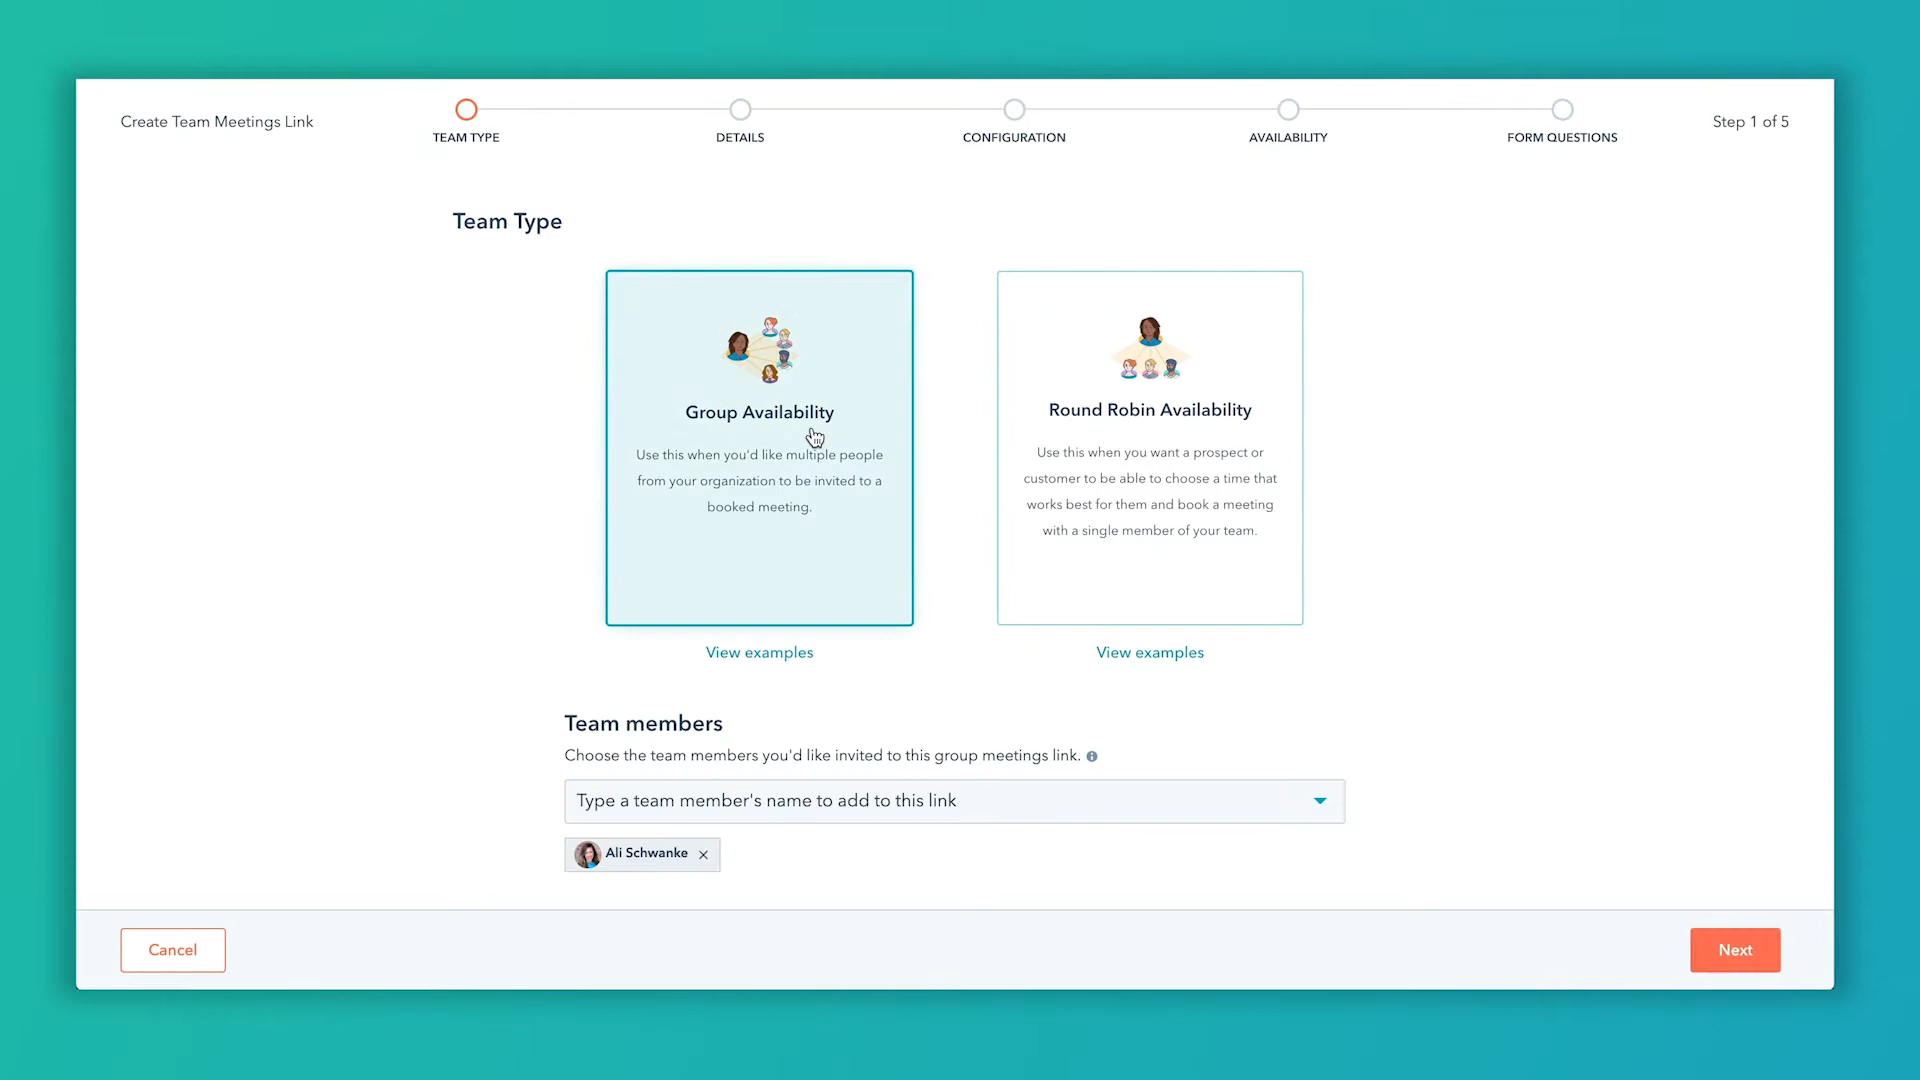 Create Team Meetings Link
TEAM TYPE
DETAILS
CONFIGURATION
AVAILABILITY
FORM QUESTIONS
Step 1 of 5
Team Type
Group Availability
Use this when you'd like multiple people
from your organization to be invited to a
booked meeting.
View examples
Round Robin Availability
Use this when you want a prospect or
customer to be able to choose a time that
works best for them and book a meeting
with a single member of your team.
View examples
Team members
Choose the team members you'd like invited to this group meetings link.
Type a team member's name to add to this link
Ali Schwanke
Cancel
Next